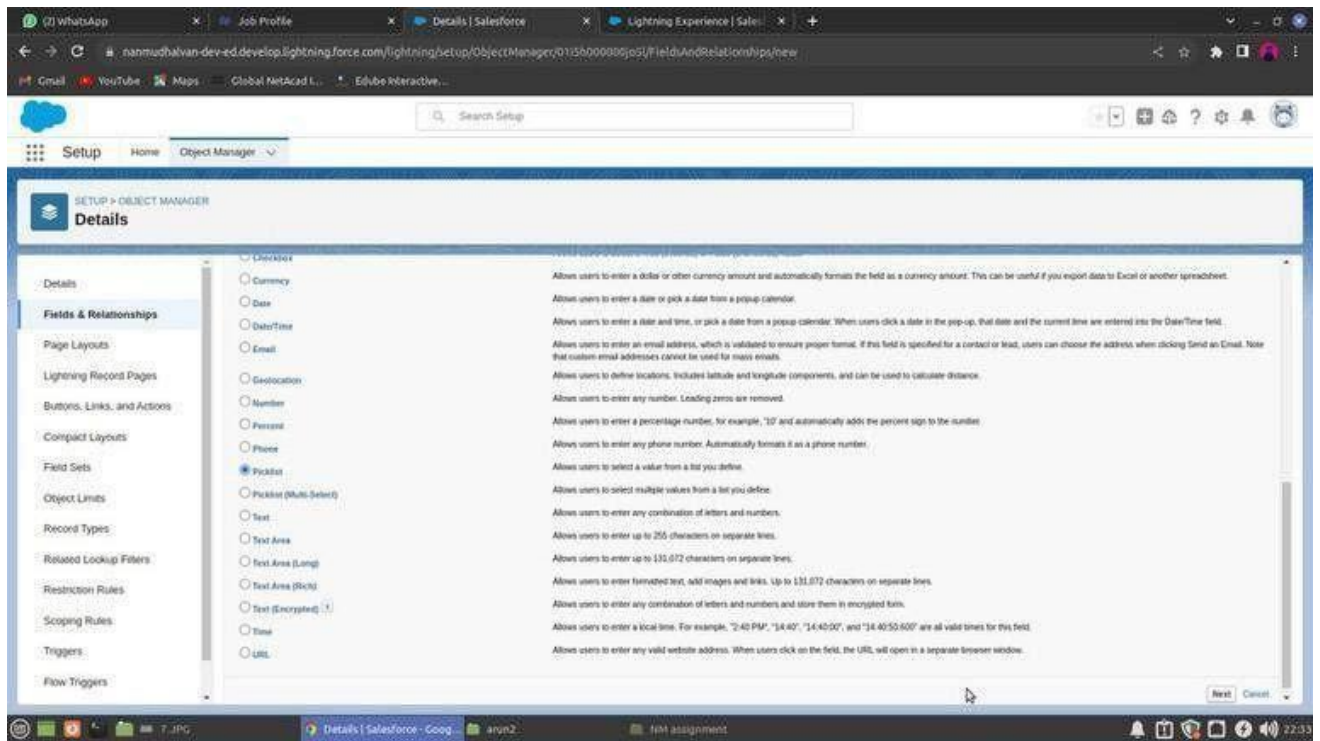 (2) WhatsApp
Job Profile
Details | Salesforce
Lightning Experience | Sales
nanmudhalvan-dev-ed.develop.lightning.force.com/lightning/setup/ObjectManager/
/FieldsAndRelationships/new
Gmail YouTube Maps Global NetAcad L... Edube Interactive...
Search Setup
Setup Home Object Manager
SETUP > OBJECT MANAGER
Details
Details
Fields & Relationships
Page Layouts
Lightning Record Pages
Buttons, Links, and Actions
Compact Layouts
Field Sets
Object Limits
Record Types
Related Lookup Filters
Restriction Rules
Scoping Rules
Triggers
Flow Triggers
Checkbox
Currency Allows users to enter a dollar or other currency amount and automatically formats the field as a currency amount. This can be useful if you export data to Excel or another spreadsheet.
Date Allows users to enter a date or pick a date from a popup calendar.
Date/Time Allows users to enter a date and time, or pick a date from a popup calendar. When users click a date in the pop-up, that date and the current time are entered into the Date/Time field.
Email Allows users to enter an email address, which is validated to ensure proper format. If this field is specified for a contact or lead, users can choose the address when clicking Send an Email. Note
that custom email addresses cannot be used for mass emails.
Geolocation Allows users to define locations. Includes latitude and longitude components, and can be used to calculate distance.
Number Allows users to enter any number. Leading zeros are removed.
Percent Allows users to enter a percentage number, for example, '10' and automatically adds the percent sign to the number.
Phone Allows users to enter any phone number. Automatically formats it as a phone number.
Picklist Allows users to select a value from a list you define.
Picklist (Multi-Select) Allows users to select multiple values from a list you define.
Text Allows users to enter any combination of letters and numbers.
Text Area Allows users to enter up to 255 characters on separate lines.
Text Area (Long) Allows users to enter up to 131,072 characters on separate lines.
Text Area (Rich) Allows users to enter formatted text, add images and links. Up to 131,072 characters on separate lines.
Text (Encrypted) Allows users to enter any combination of letters and numbers and store them in encrypted form.
Time Allows users to enter a local time. For example, "2:40 PM", "14:40", "14:40:00", and "14:40:50.600" are all valid times for this field.
URL Allows users to enter any valid website address. When users click on the field, the URL will open in a separate browser window.
Next Cancel
7.JPG
Details | Salesforce - Goog...
arun2
NM assignment
22:33